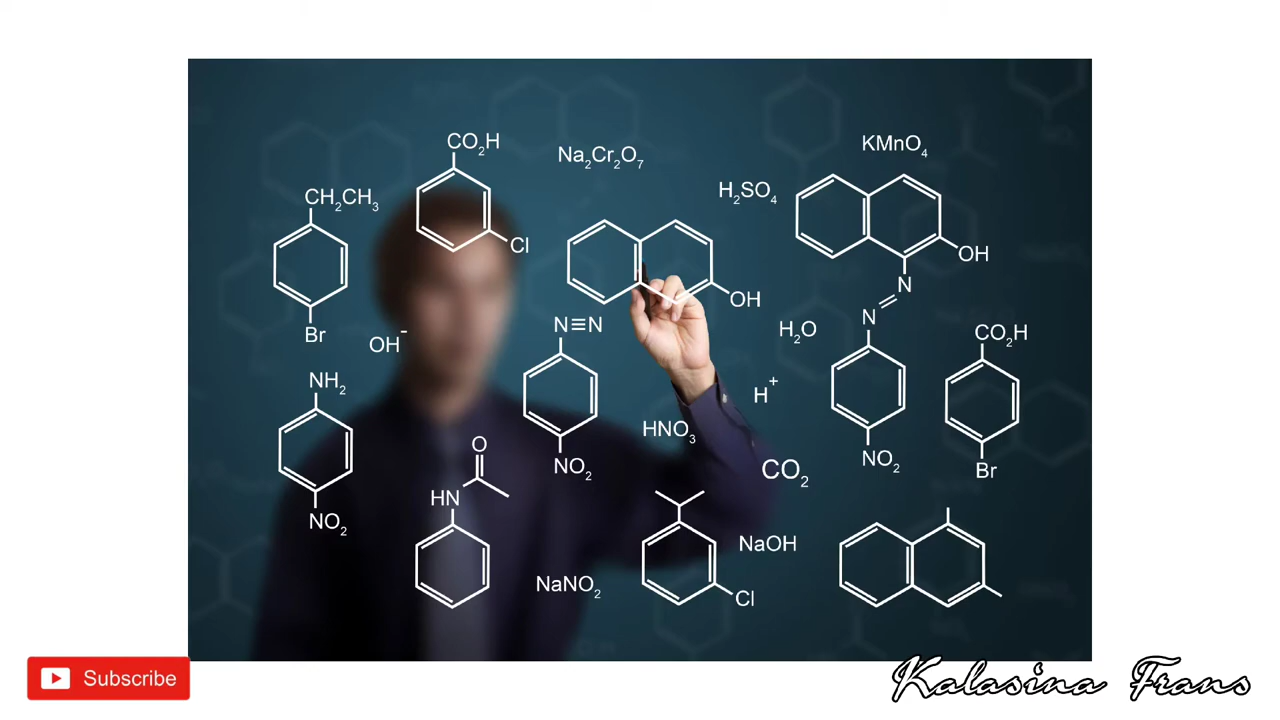 CO₂H
Na₂Cr₂O₇
KMnO₄
CH₂CH₃
H₂SO₄
Cl
OH
OH
N
N≡N
N
Br
OH⁻
H₂O
CO₂H
NH₂
H⁺
HNO₃
O
NO₂
NO₂
CO₂
Br
HN
NO₂
NaOH
NaNO₂
Cl
Subscribe
Kalasina Frans